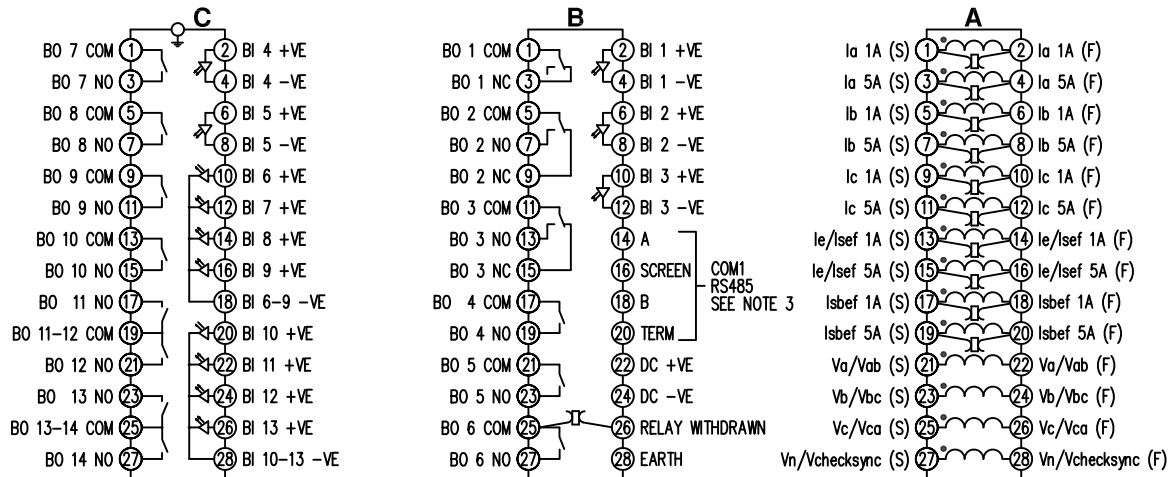 C
BO 7 COM 1 2 BI 4 +VE
BO 7 NO 3 4 BI 4 -VE
BO 8 COM 5 6 BI 5 +VE
BO 8 NO 7 8 BI 5 -VE
BO 9 COM 9 10 BI 6 +VE
BO 9 NO 11 12 BI 7 +VE
BO 10 COM 13 14 BI 8 +VE
BO 10 NO 15 16 BI 9 +VE
BO 11 NO 17 18 BI 6-9 -VE
BO 11-12 COM 19 20 BI 10 +VE
BO 12 NO 21 22 BI 11 +VE
BO 13 NO 23 24 BI 12 +VE
BO 13-14 COM 25 26 BI 13 +VE
BO 14 NO 27 28 BI 10-13 -VE
B
BO 1 COM 1 2 BI 1 +VE
BO 1 NC 3 4 BI 1 -VE
BO 2 COM 5 6 BI 2 +VE
BO 2 NO 7 8 BI 2 -VE
BO 2 NC 9 10 BI 3 +VE
BO 3 COM 11 12 BI 3 -VE
BO 3 NO 13 14 A
BO 3 NC 15 16 SCREEN
BO 4 COM 17 18 B
BO 4 NO 19 20 TERM
COM1
RS485
SEE NOTE 3
BO 5 COM 21 22 DC +VE
BO 5 NO 23 24 DC -VE
BO 6 COM 25 26 RELAY WITHDRAWN
BO 6 NO 27 28 EARTH
A
Ia 1A (S) 1 2 Ia 1A (F)
Ia 5A (S) 3 4 Ia 5A (F)
Ib 1A (S) 5 6 Ib 1A (F)
Ib 5A (S) 7 8 Ib 5A (F)
Ic 1A (S) 9 10 Ic 1A (F)
Ic 5A (S) 11 12 Ic 5A (F)
Ie/Isef 1A (S) 13 14 Ie/Isef 1A (F)
Ie/Isef 5A (S) 15 16 Ie/Isef 5A (F)
Isbef 1A (S) 17 18 Isbef 1A (F)
Isbef 5A (S) 19 20 Isbef 5A (F)
Va/Vab (S) 21 22 Va/Vab (F)
Vb/Vbc (S) 23 24 Vb/Vbc (F)
Vc/Vca (S) 25 26 Vc/Vca (F)
Vn/Vchecksync (S) 27 28 Vn/Vchecksync (F)